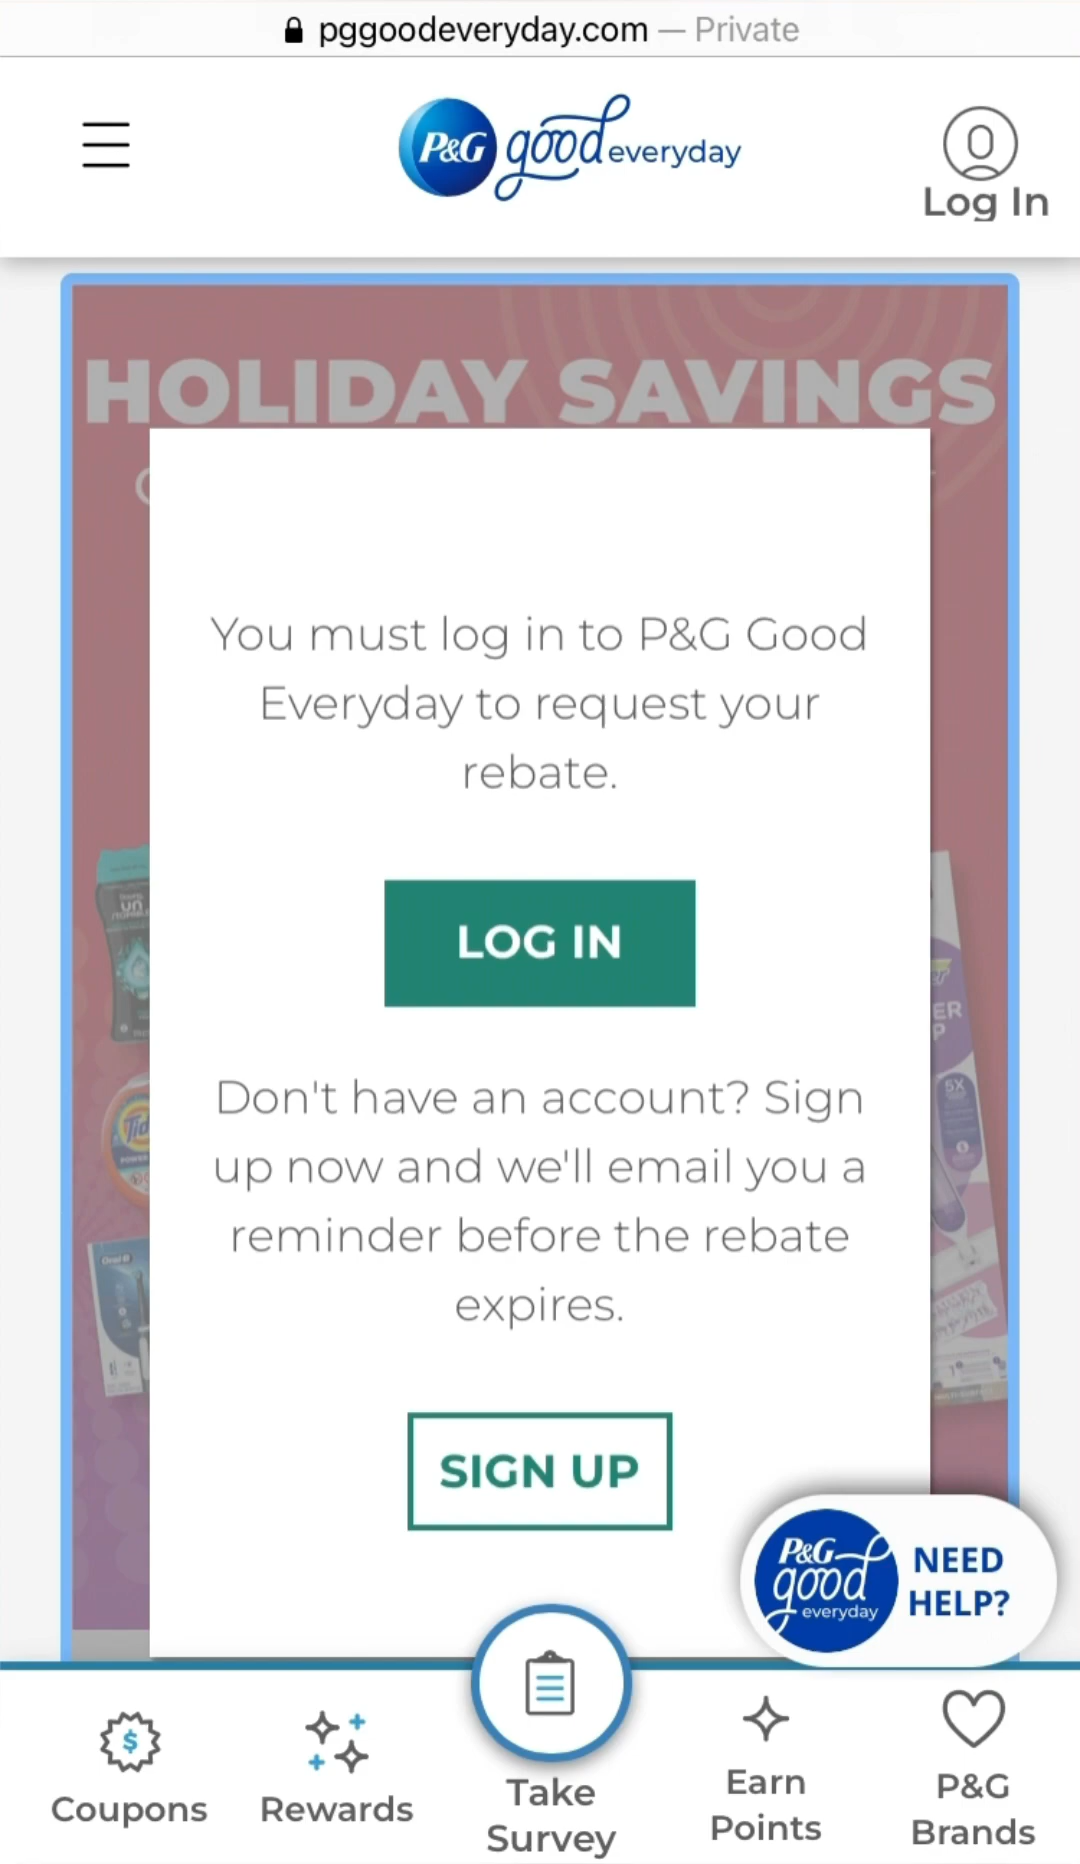 pggoodeveryday.com — Private
P&G good everyday
Log In
HOLIDAY SAVINGS
You must log in to P&G Good
Everyday to request your
rebate.
LOG IN
Don't have an account? Sign
up now and we'll email you a
reminder before the rebate
expires.
SIGN UP
Oral-B
5X
P&G good everyday
NEED
HELP?
Coupons
Rewards
Take
Survey
Earn
Points
P&G
Brands